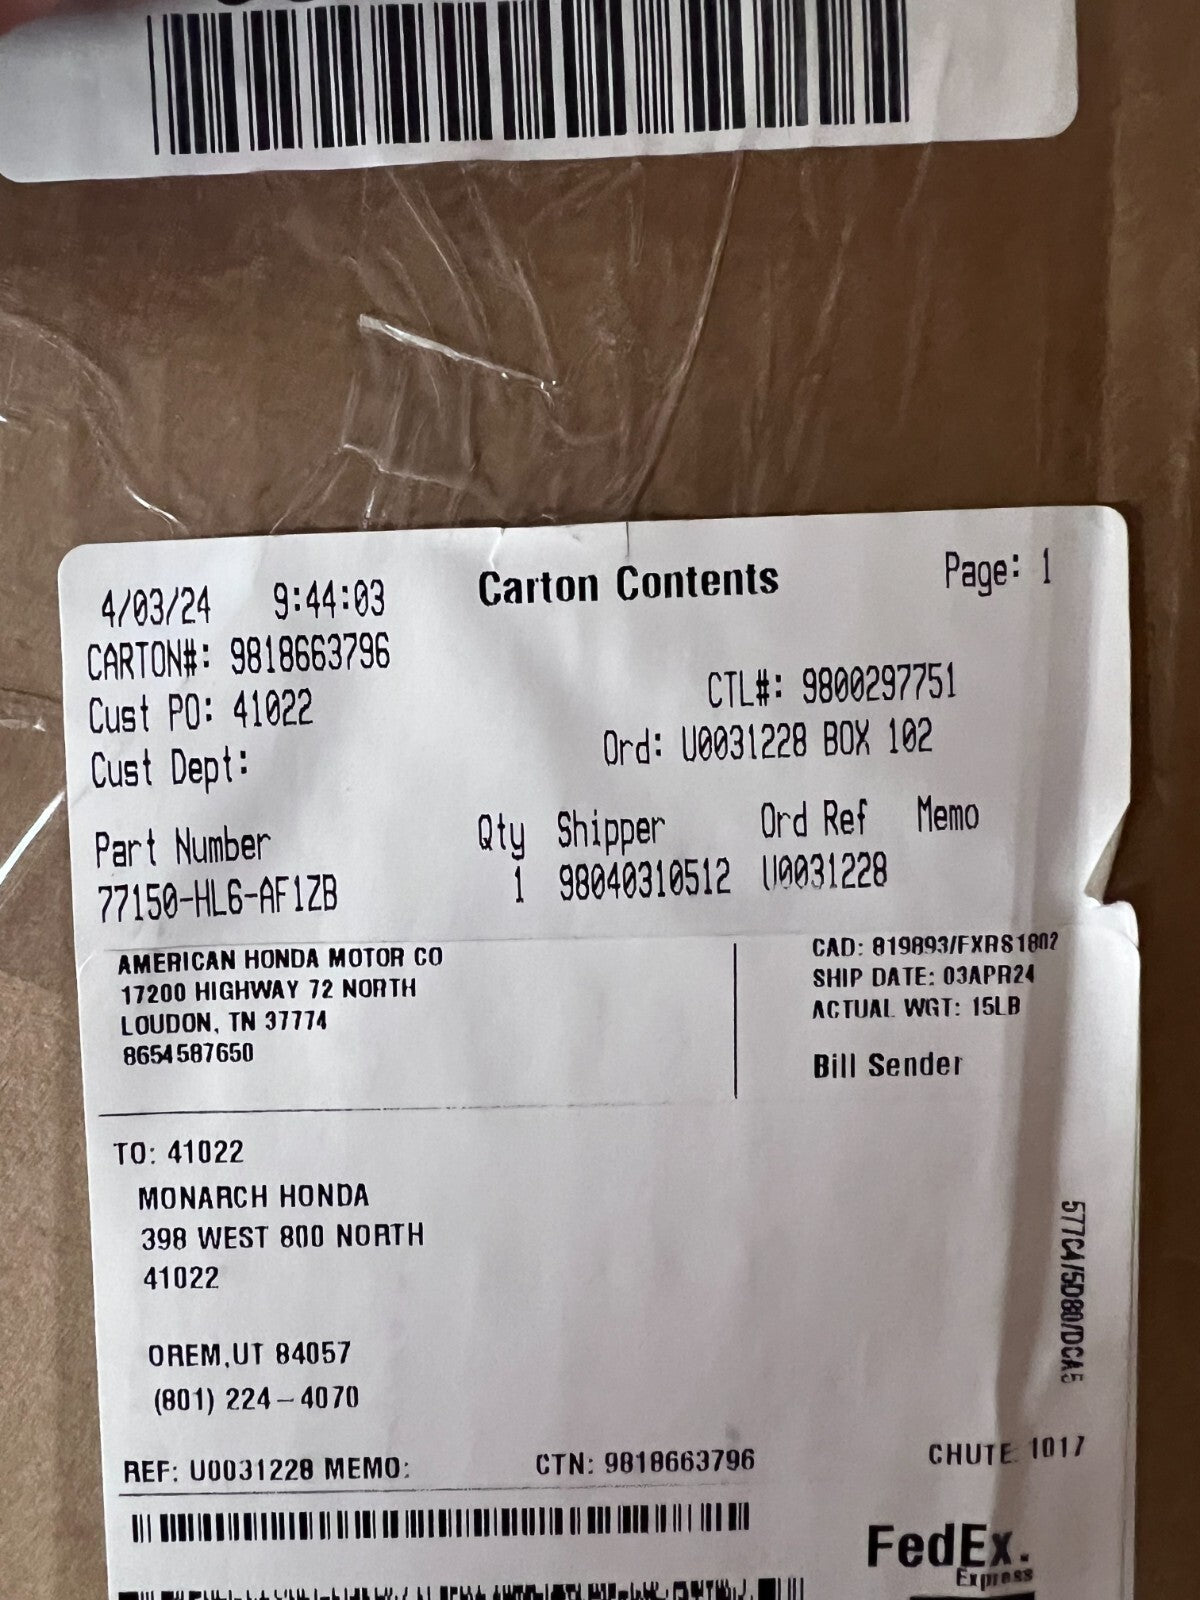 4/03/24 9:44:03 Carton Contents Page: 1
CARTON#: 9818663796
CTL#: 9800297751
Cust PO: 41022
Ord: U0031228 BOX 102
Cust Dept:
Part Number Qty Shipper Ord Ref Memo
77150-HL6-AF1ZB 1 98040310512 U0031228
AMERICAN HONDA MOTOR CO
17200 HIGHWAY 72 NORTH
LOUDON, TN 37774
8654587650
CAD: 819893/FXRS1802
SHIP DATE: 03APR24
ACTUAL WGT: 15LB
Bill Sender
TO: 41022
MONARCH HONDA
398 WEST 800 NORTH
41022
OREM,UT 84057
(801) 224-4070
577C4/5D80/DCA5
REF: U0031228 MEMO: CTN: 9818663796 CHUTE 1017
FedEx.
Express